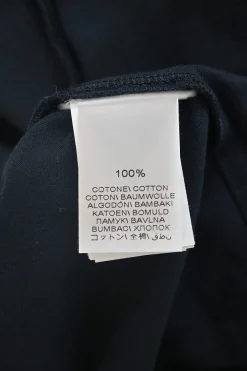 100%
COTONE\ COTTON
COTON\ BAUMWOLLE
ALGODÓN\ BAMBAKI
KATOEN\ BOMULD
ПАМУК\ BAVLNA
BUMBAC\ ХЛОПОК
コットン\ 全棉\ قطن